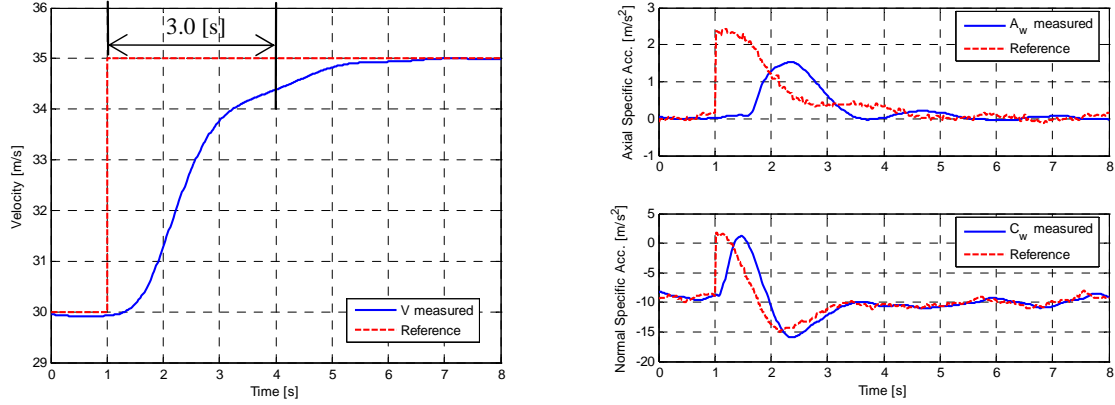 3.0 [s]
36
35
34
33
32
31
30
29
Velocity [m/s]
V measured
Reference
0 1 2 3 4 5 6 7 8
Time [s]
3
2
1
0
-1
Axial Specific Acc. [m/s²]
A_w measured
Reference
0 1 2 3 4 5 6 7 8
5
0
-5
-10
-15
-20
Normal Specific Acc. [m/s²]
C_w measured
Reference
0 1 2 3 4 5 6 7 8
Time [s]